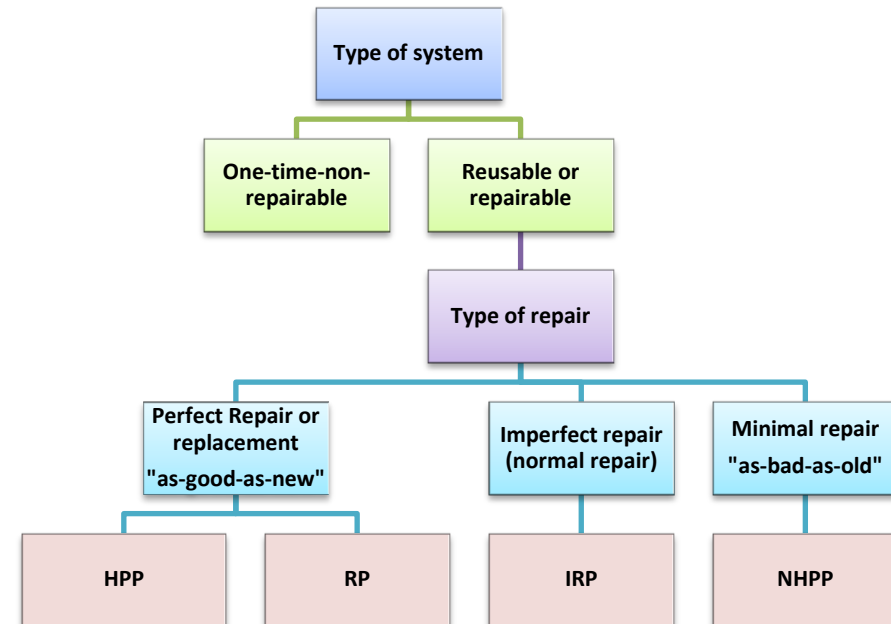 Type of system
One-time-non-
repairable
Reusable or
repairable
Type of repair
Perfect Repair or
replacement
"as-good-as-new"
Imperfect repair
(normal repair)
Minimal repair
"as-bad-as-old"
HPP
RP
IRP
NHPP